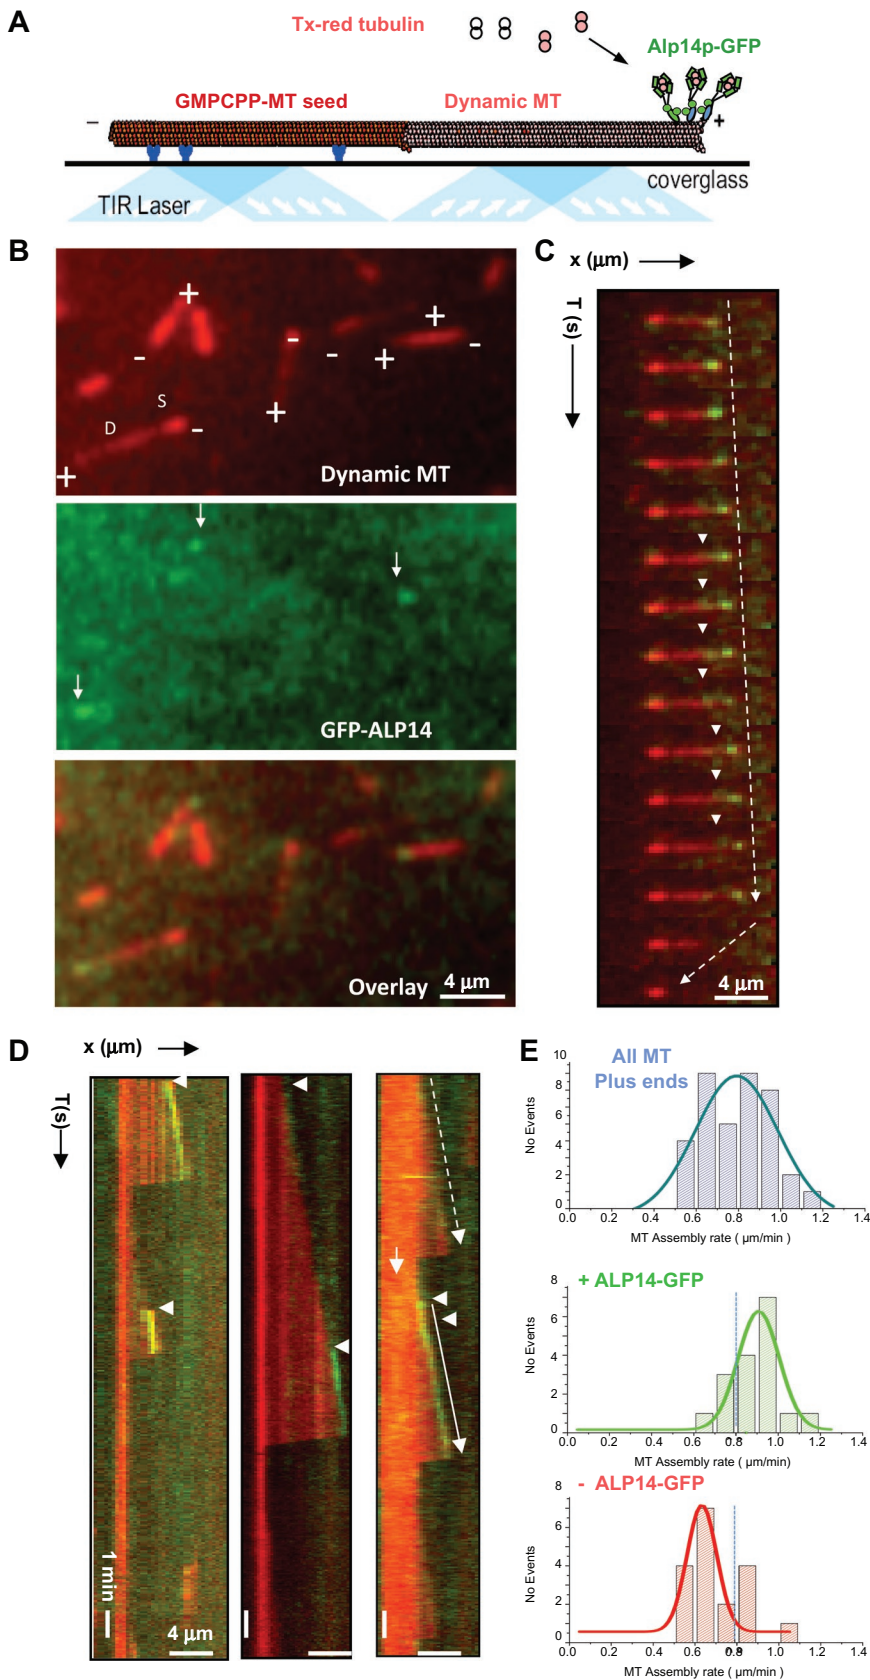 A
Tx-red tubulin
Alp14p-GFP
GMPCPP-MT seed
Dynamic MT
−
+
coverglass
TIR Laser
B
+
-
-
+
-
+
-
+
S
D
-
+
Dynamic MT
GFP-ALP14
Overlay
4 µm
C
x (µm)
T (s)
4 µm
D
x (µm)
T(s)
1 min
4 µm
E
All MT
Plus ends
No Events
10
8
6
4
2
0
0.0 0.2 0.4 0.6 0.8 1.0 1.2 1.4
MT Assembly rate ( µm/min )
+ ALP14-GFP
No Events
8
6
4
2
0
0.0 0.2 0.4 0.6 0.8 1.0 1.2 1.4
MT Assembly rate ( µm/min)
- ALP14-GFP
No Events
8
6
4
2
0
0.0 0.2 0.4 0.6 0.8 1.0 1.2 1.4
MT Assembly rate ( µm/min )